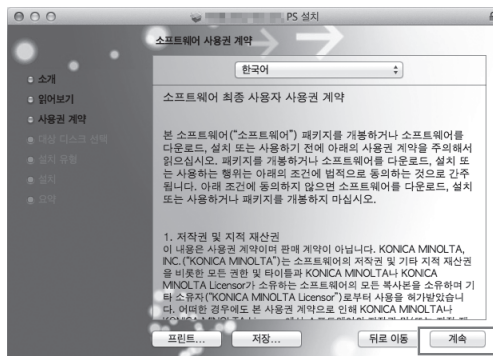 PS 설치
소프트웨어 사용권 계약
소개
읽어보기
사용권 계약
대상 디스크 선택
설치 유형
설치
요약
한국어
소프트웨어 최종 사용자 사용권 계약
본 소프트웨어(“소프트웨어”) 패키지를 개봉하거나 소프트웨어를
다운로드, 설치 또는 사용하기 전에 아래의 사용권 계약을 주의해서
읽으십시오. 패키지를 개봉하거나 소프트웨어를 다운로드, 설치 또
는 사용하는 행위는 아래의 조건에 법적으로 동의하는 것으로 간주
됩니다. 아래 조건에 동의하지 않으면 소프트웨어를 다운로드, 설치
또는 사용하거나 패키지를 개봉하지 마십시오.
1. 저작권 및 지적 재산권
이 내용은 사용권 계약이며 판매 계약이 아닙니다. KONICA MINOLTA,
INC.(“KONICA MINOLTA”)는 소프트웨어의 저작권 및 기타 지적 재산권
을 비롯한 모든 권한 및 타이틀과 KONICA MINOLTA나 KONICA
MINOLTA Licensor가 소유하는 소프트웨어의 모든 복사본을 소유하며 기
타 소유자(“KONICA MINOLTA Licensor”)로부터 사용을 허가받았습니
다. 어떠한 경우에도 본 사용권 계약으로 인해 KONICA MINOLTA나
프린트...
저장...
뒤로 이동
계속